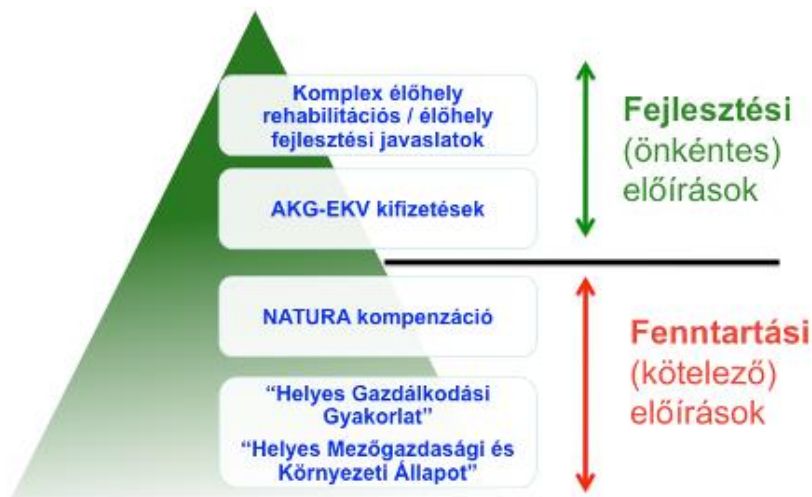 Komplex élőhely
rehabilitációs / élőhely
fejlesztési javaslatok
AKG-EKV kifizetések
Fejlesztési
(önkéntes)
előírások
NATURA kompenzáció
“Helyes Gazdálkodási
Gyakorlat”
“Helyes Mezőgazdasági és
Környezeti Állapot”
Fenntartási
(kötelező)
előírások